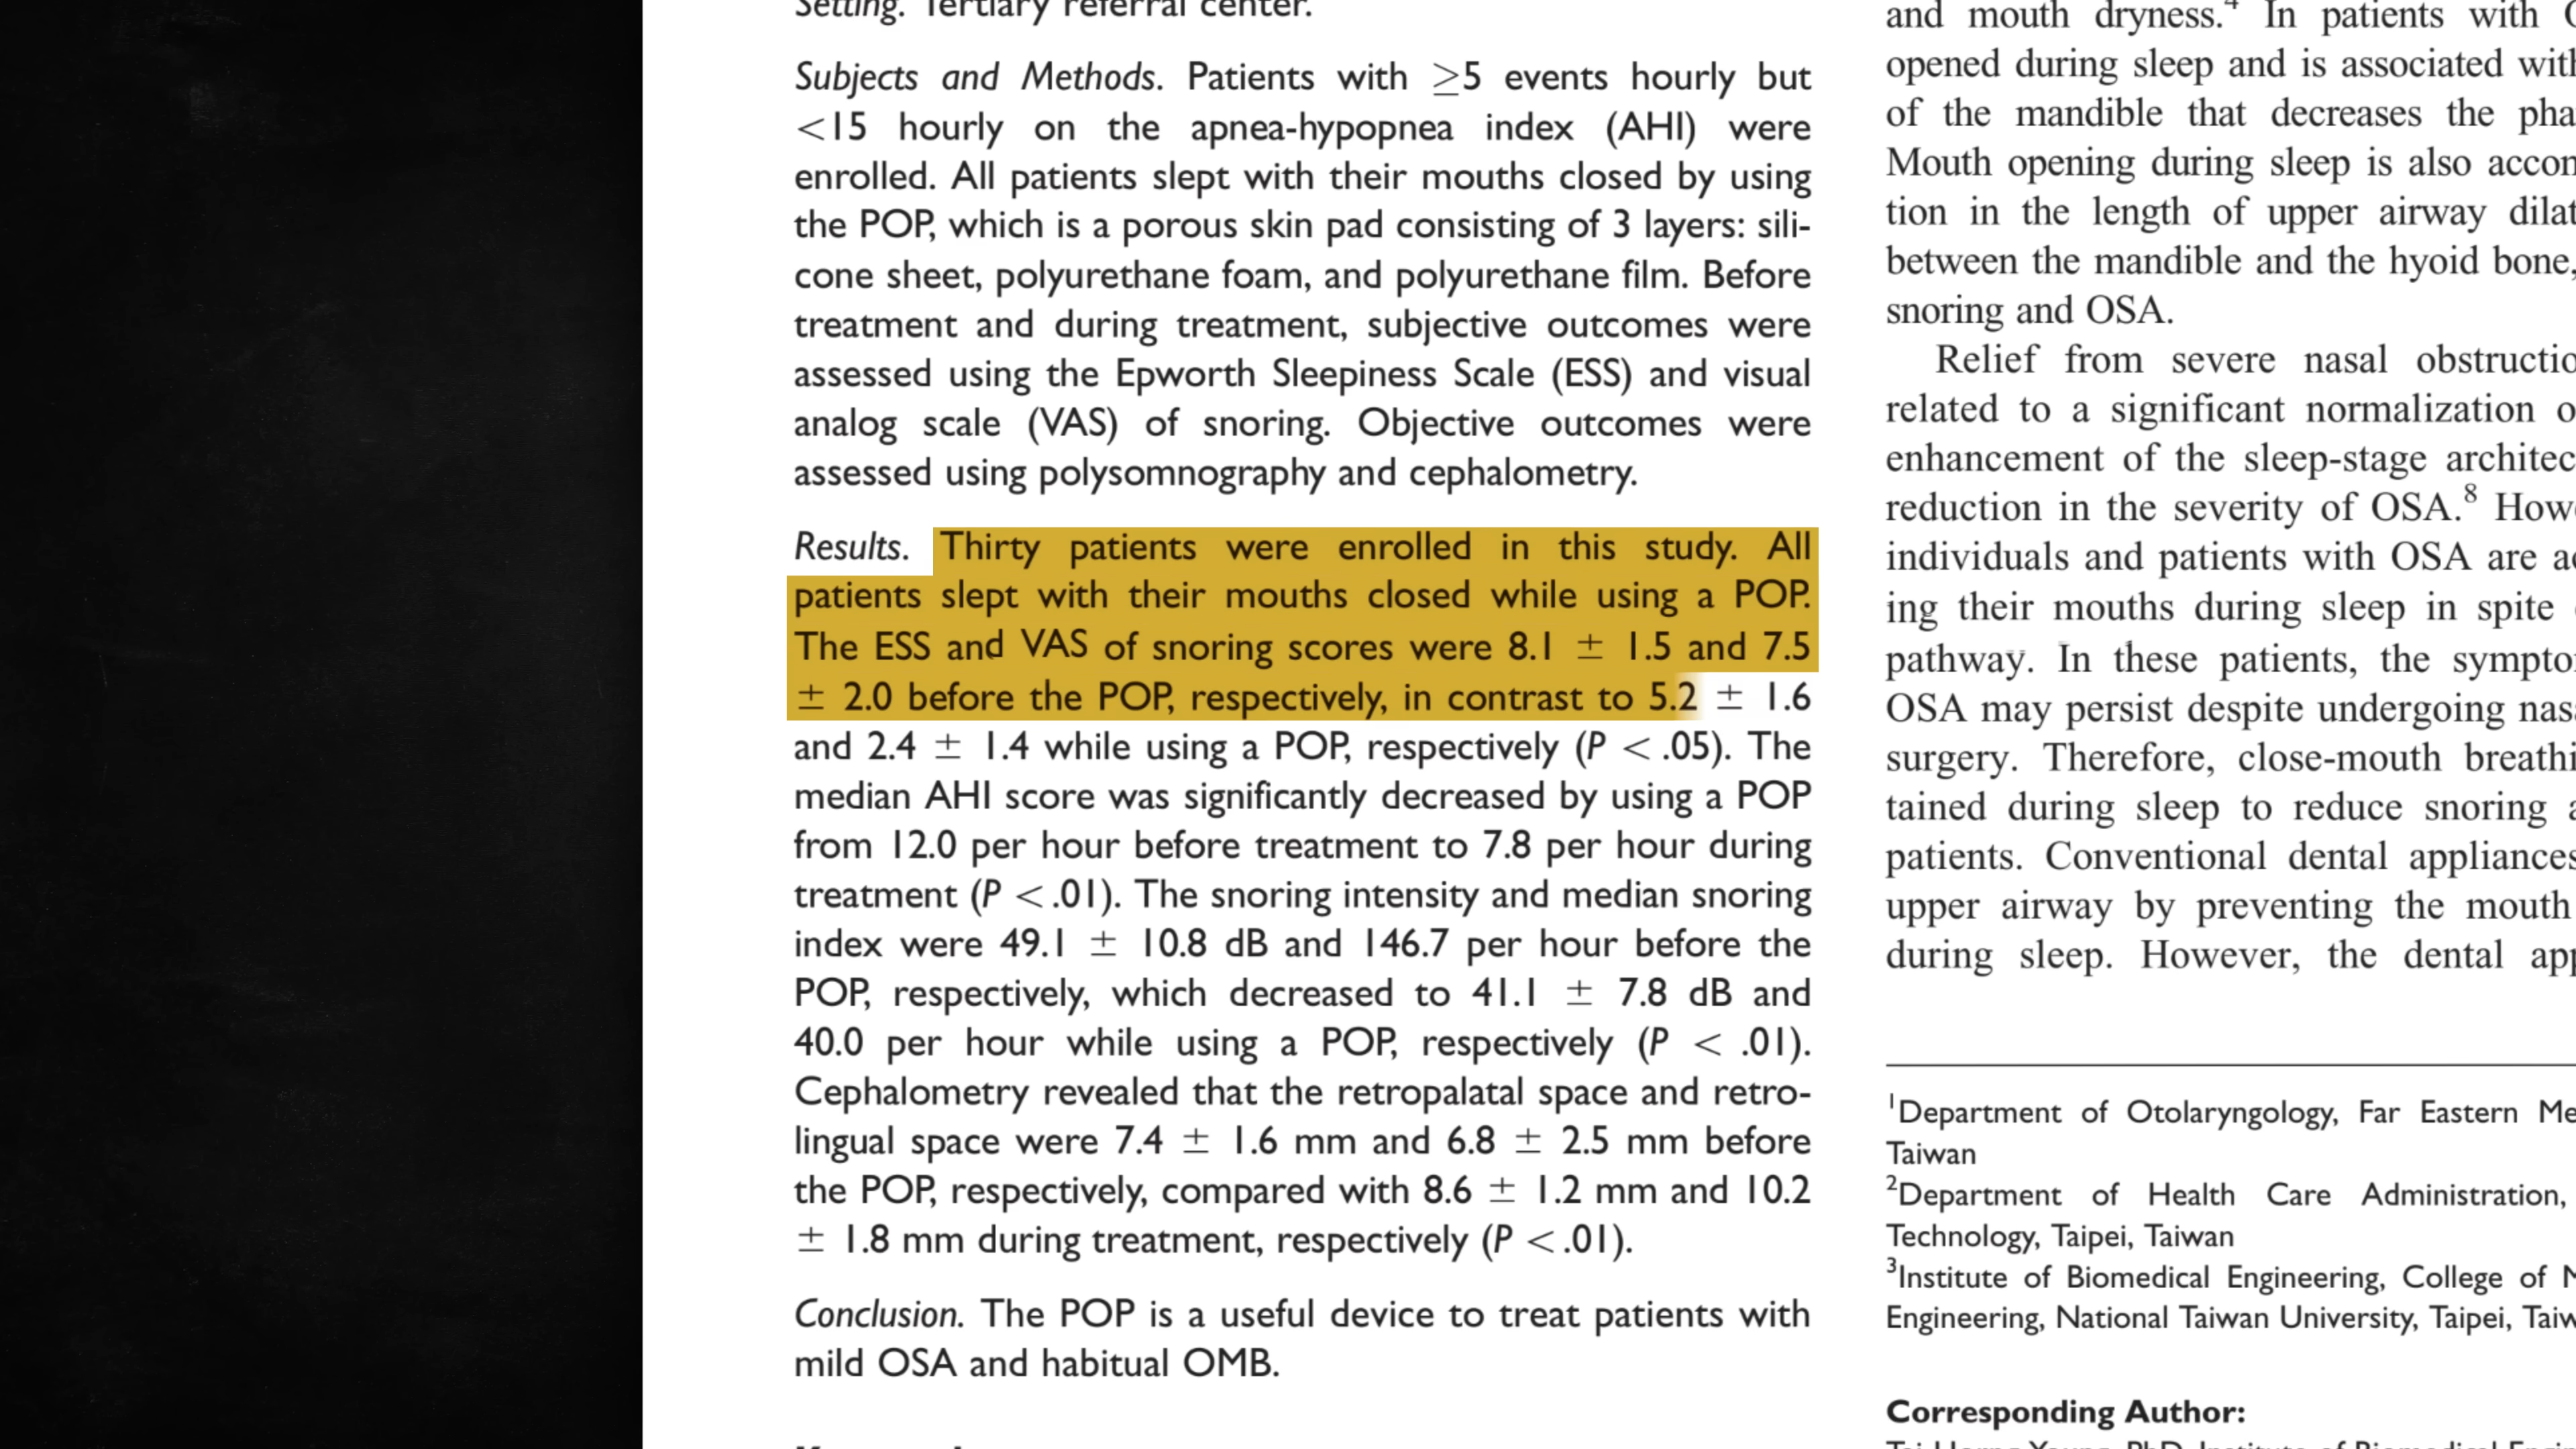 Setting. Tertiary referral center.
Subjects and Methods. Patients with ≥5 events hourly but
<15 hourly on the apnea-hypopnea index (AHI) were
enrolled. All patients slept with their mouths closed by using
the POP, which is a porous skin pad consisting of 3 layers: sili-
cone sheet, polyurethane foam, and polyurethane film. Before
treatment and during treatment, subjective outcomes were
assessed using the Epworth Sleepiness Scale (ESS) and visual
analog scale (VAS) of snoring. Objective outcomes were
assessed using polysomnography and cephalometry.
Results. Thirty patients were enrolled in this study. All
patients slept with their mouths closed while using a POP.
The ESS and VAS of snoring scores were 8.1 ± 1.5 and 7.5
± 2.0 before the POP, respectively, in contrast to 5.2 ± 1.6
and 2.4 ± 1.4 while using a POP, respectively (P < .05). The
median AHI score was significantly decreased by using a POP
from 12.0 per hour before treatment to 7.8 per hour during
treatment (P < .01). The snoring intensity and median snoring
index were 49.1 ± 10.8 dB and 146.7 per hour before the
POP, respectively, which decreased to 41.1 ± 7.8 dB and
40.0 per hour while using a POP, respectively (P < .01).
Cephalometry revealed that the retropalatal space and retro-
lingual space were 7.4 ± 1.6 mm and 6.8 ± 2.5 mm before
the POP, respectively, compared with 8.6 ± 1.2 mm and 10.2
± 1.8 mm during treatment, respectively (P < .01).
Conclusion. The POP is a useful device to treat patients with
mild OSA and habitual OMB.
and mouth dryness.4 In patients with
opened during sleep and is associated
of the mandible that decreases the
Mouth opening during sleep is also
tion in the length of upper airway
between the mandible and the hyoid bone,
snoring and OSA.
Relief from severe nasal
related to a significant normalization
enhancement of the sleep-stage
reduction in the severity of OSA.8
individuals and patients with OSA are
ing their mouths during sleep in spite
pathway. In these patients, the
OSA may persist despite undergoing
surgery. Therefore, close-mouth
tained during sleep to reduce snoring
patients. Conventional dental appliances
upper airway by preventing the mouth
during sleep. However, the dental
1Department of Otolaryngology, Far Eastern
Taiwan
2Department of Health Care Administration,
Technology, Taipei, Taiwan
3Institute of Biomedical Engineering, College of
Engineering, National Taiwan University, Taipei,
Corresponding Author: